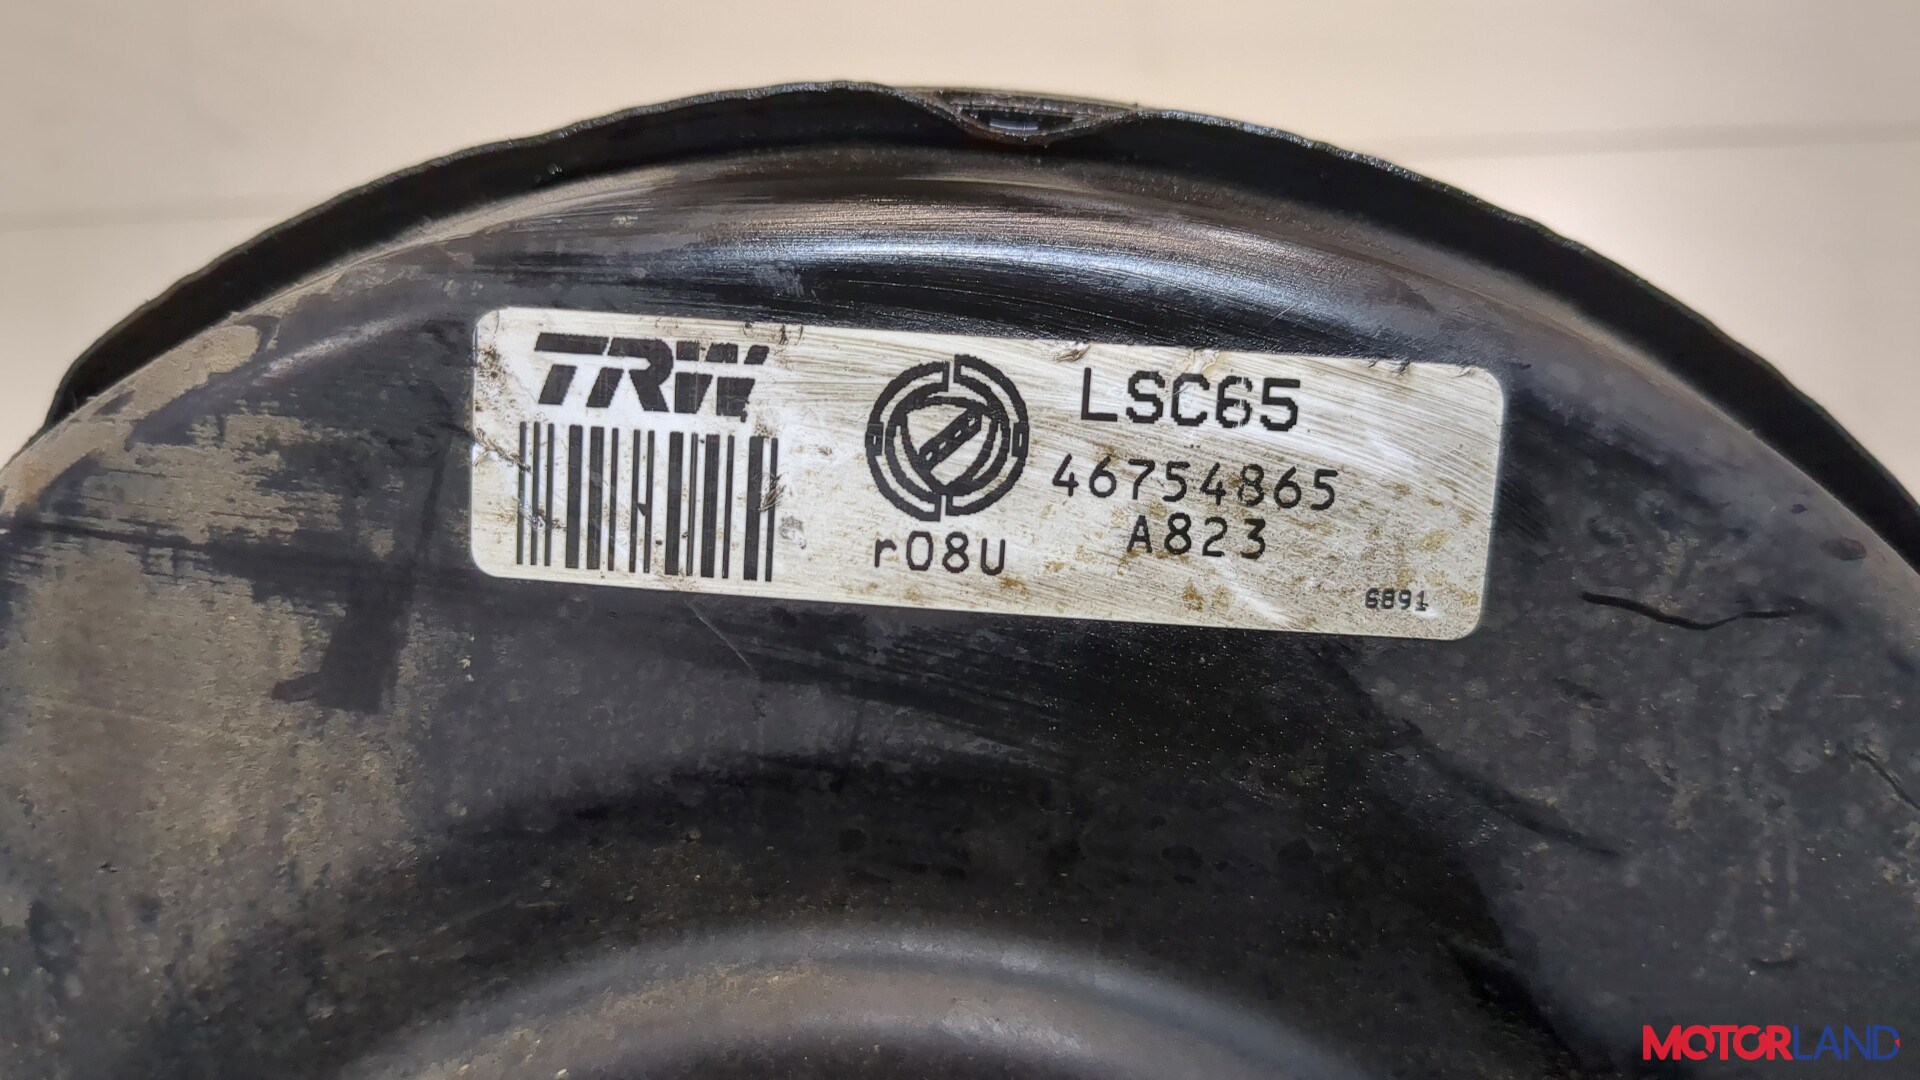 TRW
LSC65
46754865
A823
r08U
6891
MOTORLAND